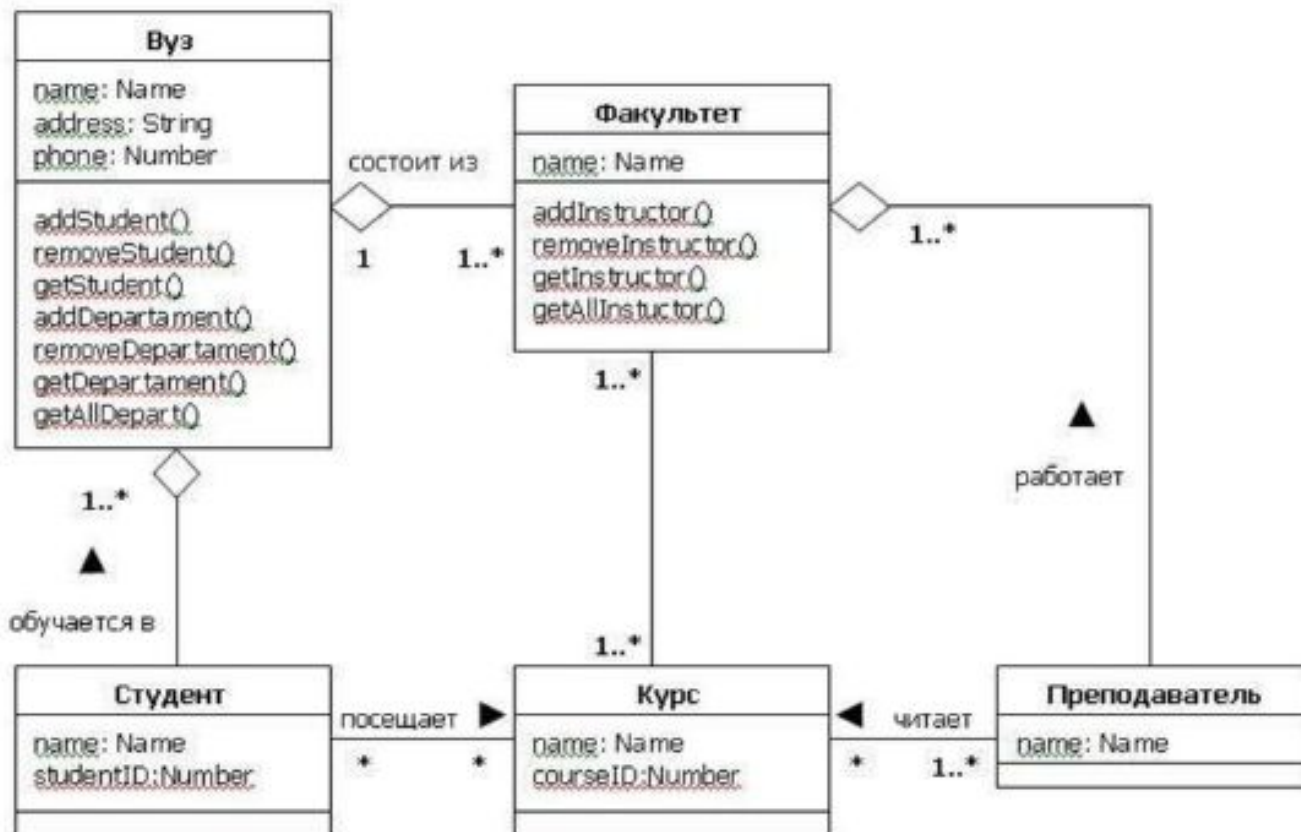 Вуз
name: Name
address: String
phone: Number
addStudent()
removeStudent()
getStudent()
addDepartament()
removeDepartament()
getDepartament()
getAllDepart()
состоит из
1
1..*
Факультет
name: Name
addInstructor()
removeInstructor()
getInstructor()
getAllInstuctor()
1..*
1..*
работает
1..*
обучается в
1..*
Студент
name: Name
studentID:Number
посещает
*
*
Курс
name: Name
courseID:Number
читает
*
1..*
Преподаватель
name: Name